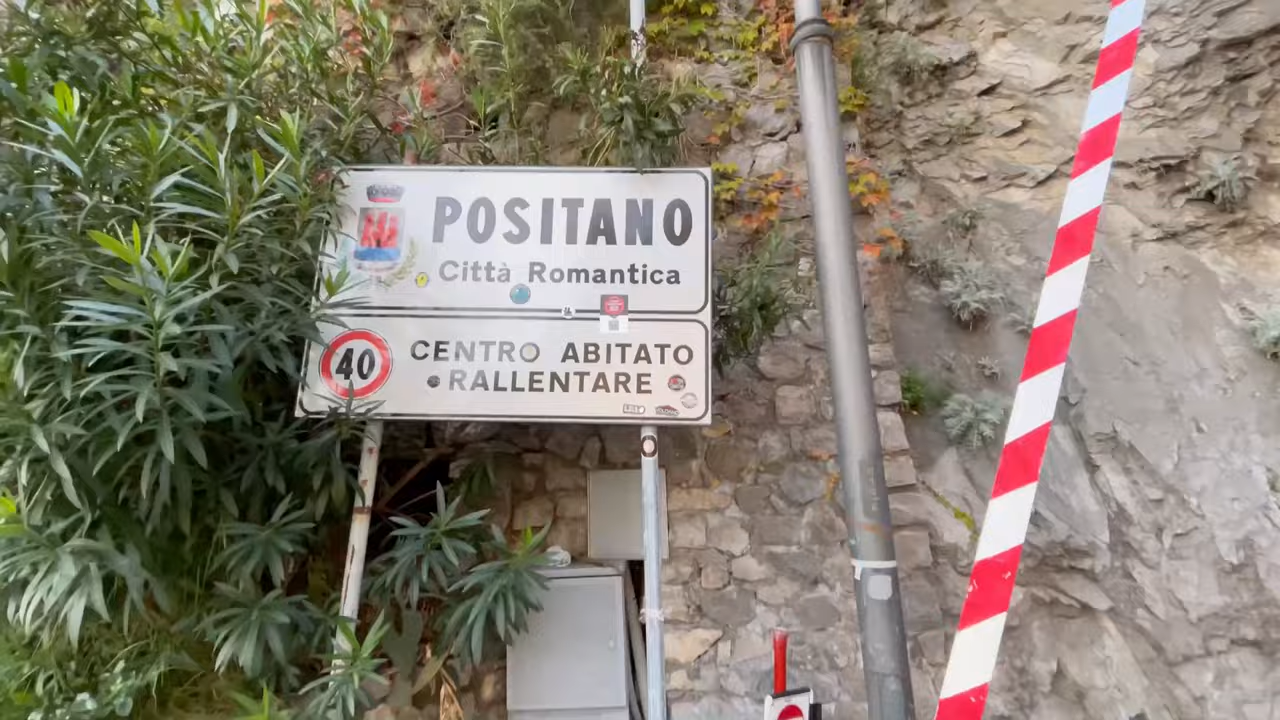 POSITANO
Città Romantica
40
CENTRO ABITATO
RALLENTARE